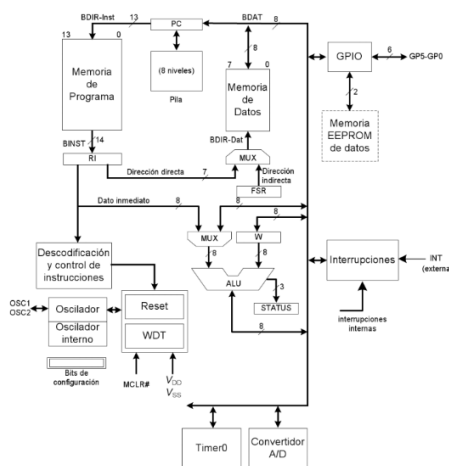 BDIR-Inst
13
PC
BDAT
8
13
0
Memoria
de
Programa
(8 niveles)
Pila
8
7
0
Memoria
de
Datos
GPIO
6
GP5-GP0
2
Memoria
EEPROM
de datos
BINST
14
RI
BDIR-Dat
MUX
Dirección directa
7
Dirección
indirecta
FSR
8
Dato inmediato
8
8
MUX
W
8
8
ALU
3
STATUS
8
Descodificación
y control de
instrucciones
Interrupciones
INT
(externa
interrupciones
internas
OSC1
OSC2
Oscilador
Oscilador
interno
Reset
WDT
Bits de
configuración
MCLR#
VDD
VSS
Timer0
Convertidor
A/D